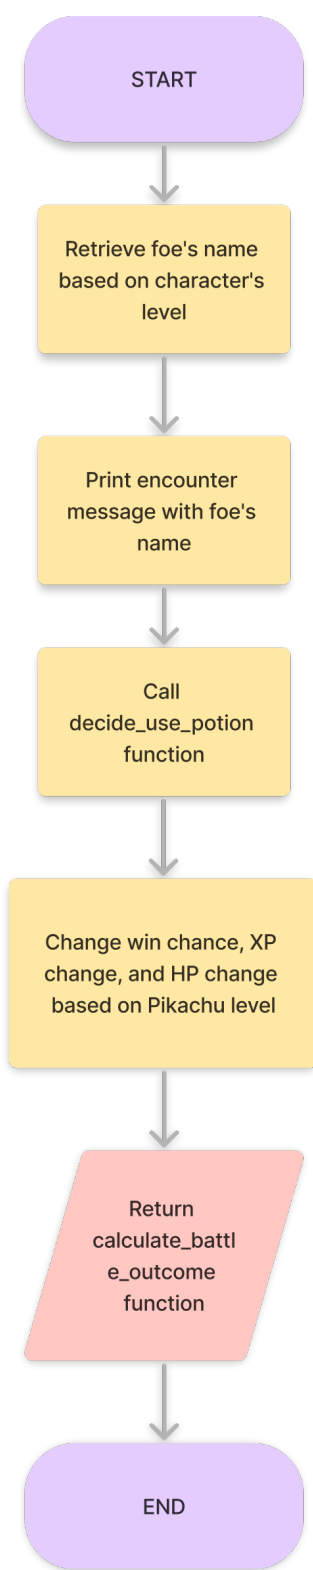 START
Retrieve foe's name
based on character's
level
Print encounter
message with foe's
name
Call
decide_use_potion
function
Change win chance, XP
change, and HP change
based on Pikachu level
Return
calculate_battl
e_outcome
function
END